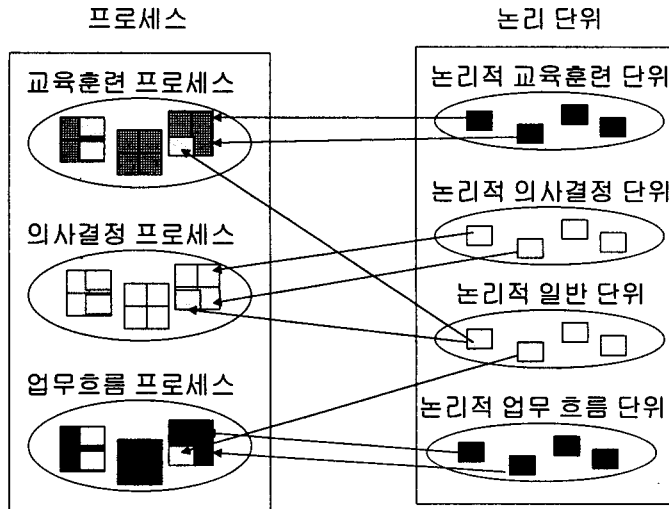 프로세스
교육훈련 프로세스
의사결정 프로세스
업무흐름 프로세스
논리 단위
논리적 교육훈련 단위
논리적 의사결정 단위
논리적 일반 단위
논리적 업무 흐름 단위